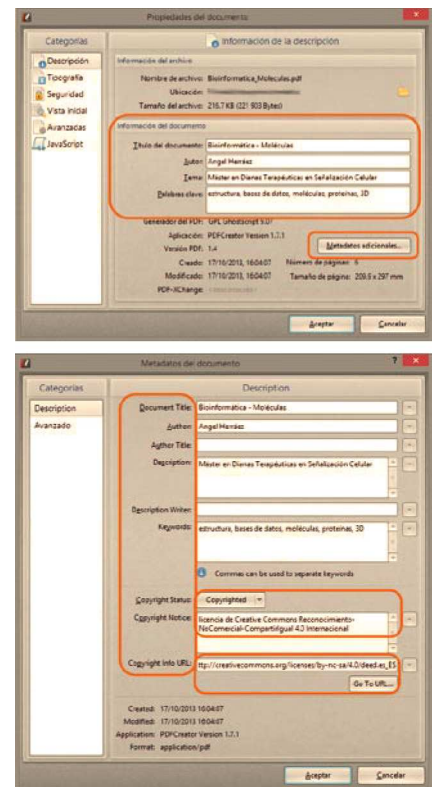 Propiedades del documento
Categorías
Información de la descripción
Descripción
Tipografía
Seguridad
Vista inicial
Avanzadas
JavaScript
Información del archivo
Nombre de archivo: Bioinformatica_Moleculas.pdf
Ubicación:
Tamaño del archivo: 216.7 KB (221 903 Bytes)
Información del documento
Título del documento: Bioinformática - Moléculas
Autor: Angel Herráez
Tema: Máster en Dianas Terapéuticas en Señalización Celular
Palabras clave: estructura, bases de datos, moléculas, proteínas, 3D
Generador del PDF: GPL Ghostscript 9.07
Aplicación: PDFCreator Version 1.7.1
Metadatos adicionales...
Versión PDF: 1.4
Creado: 17/10/2013, 16:04:07 Número de páginas: 6
Modificado: 17/10/2013, 16:04:07 Tamaño de página: 209.9 x 297 mm
PDF-XChange:
Aceptar Cancelar
Metadatos del documento ?
Categorías
Description
Description
Avanzado
Document Title: Bioinformática - Moléculas
Author: Angel Herráez
Author Title:
Description: Máster en Dianas Terapéuticas en Señalización Celular
Description Writer:
Keywords: estructura, bases de datos, moléculas, proteínas, 3D
Commas can be used to separate keywords
Copyright Status: Copyrighted
Copyright Notice: licencia de Creative Commons Reconocimiento-
NoComercial-CompartirIgual 4.0 Internacional
Copyright Info URL: ttp://creativecommons.org/licenses/by-nc-sa/4.0/deed.es_ES
Go To URL...
Created: 17/10/2013 16:04:07
Modified: 17/10/2013 16:04:07
Application: PDFCreator Version 1.7.1
Format: application/pdf
Aceptar Cancelar